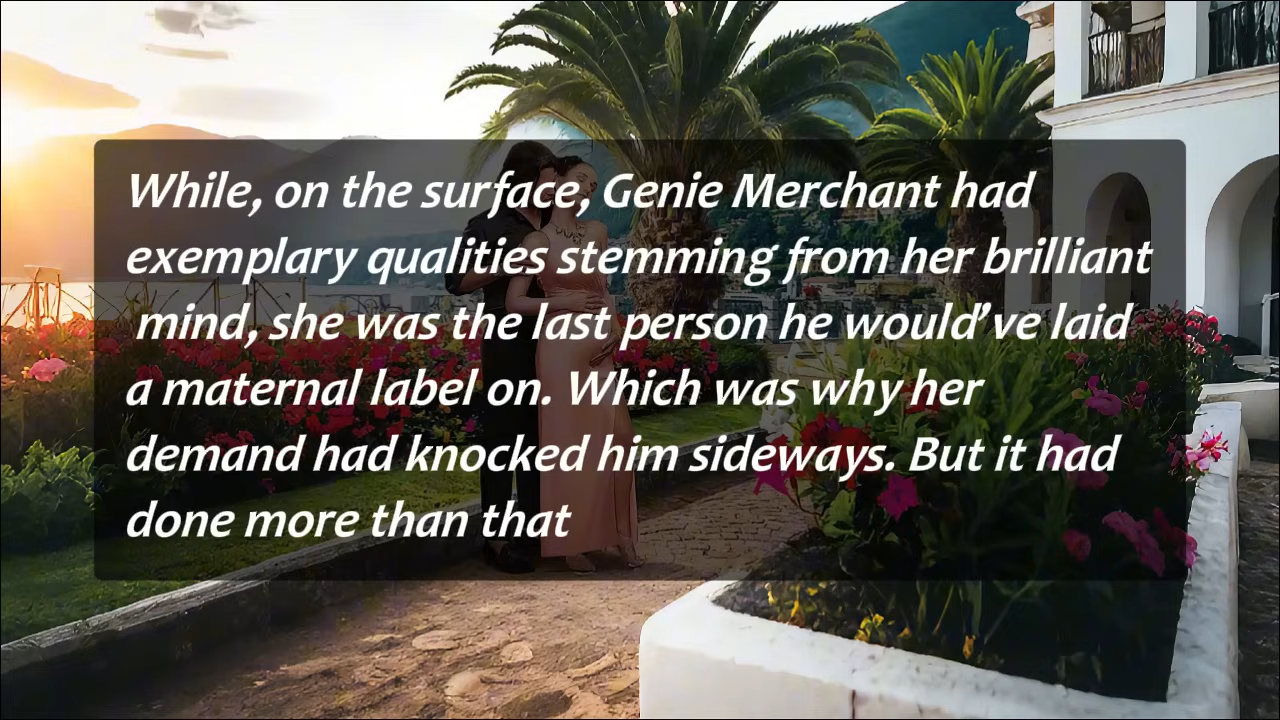 While, on the surface, Genie Merchant had
exemplary qualities stemming from her brilliant
mind, she was the last person he would’ve laid
a maternal label on. Which was why her
demand had knocked him sideways. But it had
done more than that